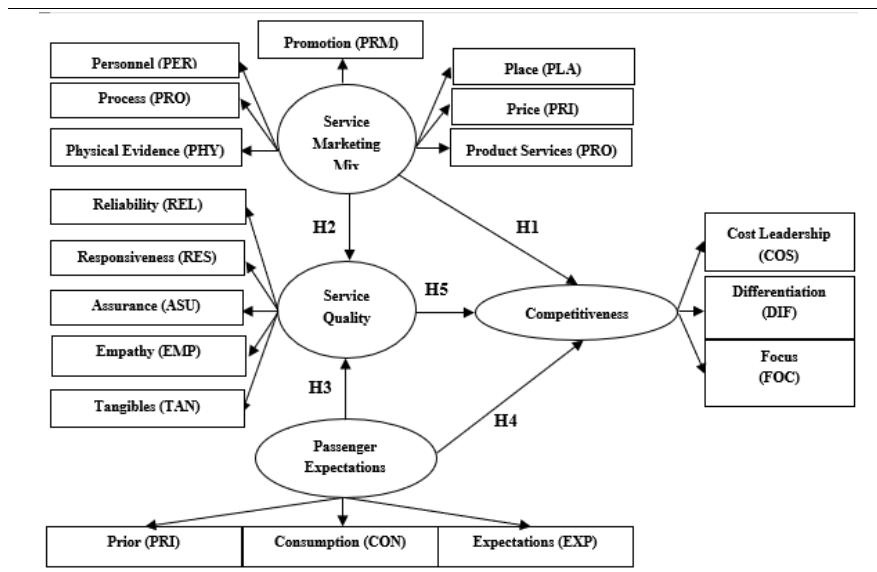 Promotion (PRM)
Personnel (PER)
Process (PRO)
Physical Evidence (PHY)
Service
Marketing
Mix
Place (PLA)
Price (PRI)
Product Services (PRO)
Reliability (REL)
Responsiveness (RES)
Assurance (ASU)
Empathy (EMP)
Tangibles (TAN)
H2
H1
Service
Quality
H5
Competitiveness
Cost Leadership
(COS)
Differentiation
(DIF)
Focus
(FOC)
H3
H4
Passenger
Expectations
Prior (PRI)
Consumption (CON)
Expectations (EXP)